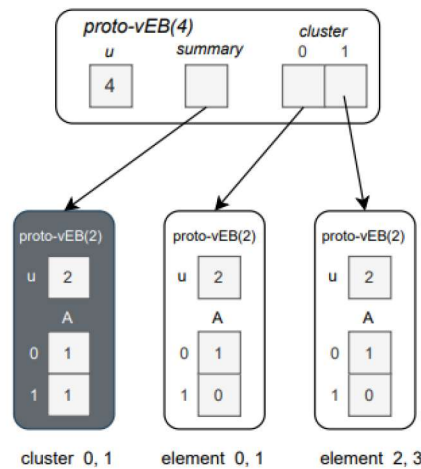 proto-vEB(4)
u summary cluster
0 1
4
proto-vEB(2) proto-vEB(2) proto-vEB(2)
u 2 u 2 u 2
A A A
0 1 0 1 0 1
1 1 1 0 1 0
cluster 0, 1 element 0, 1 element 2, 3